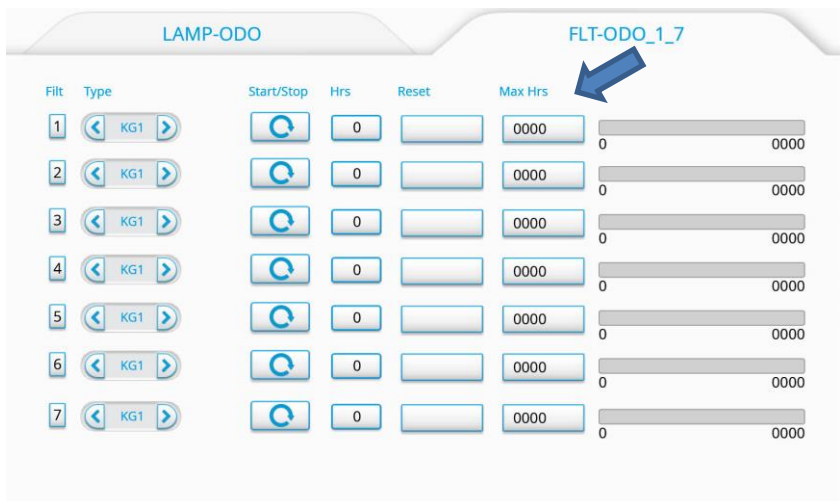 LAMP-ODO FLT-ODO_1_7
Filt Type Start/Stop Hrs Reset Max Hrs
1 KG1 0 0000
0 0000
2 KG1 0 0000
0 0000
3 KG1 0 0000
0 0000
4 KG1 0 0000
0 0000
5 KG1 0 0000
0 0000
6 KG1 0 0000
0 0000
7 KG1 0 0000
0 0000